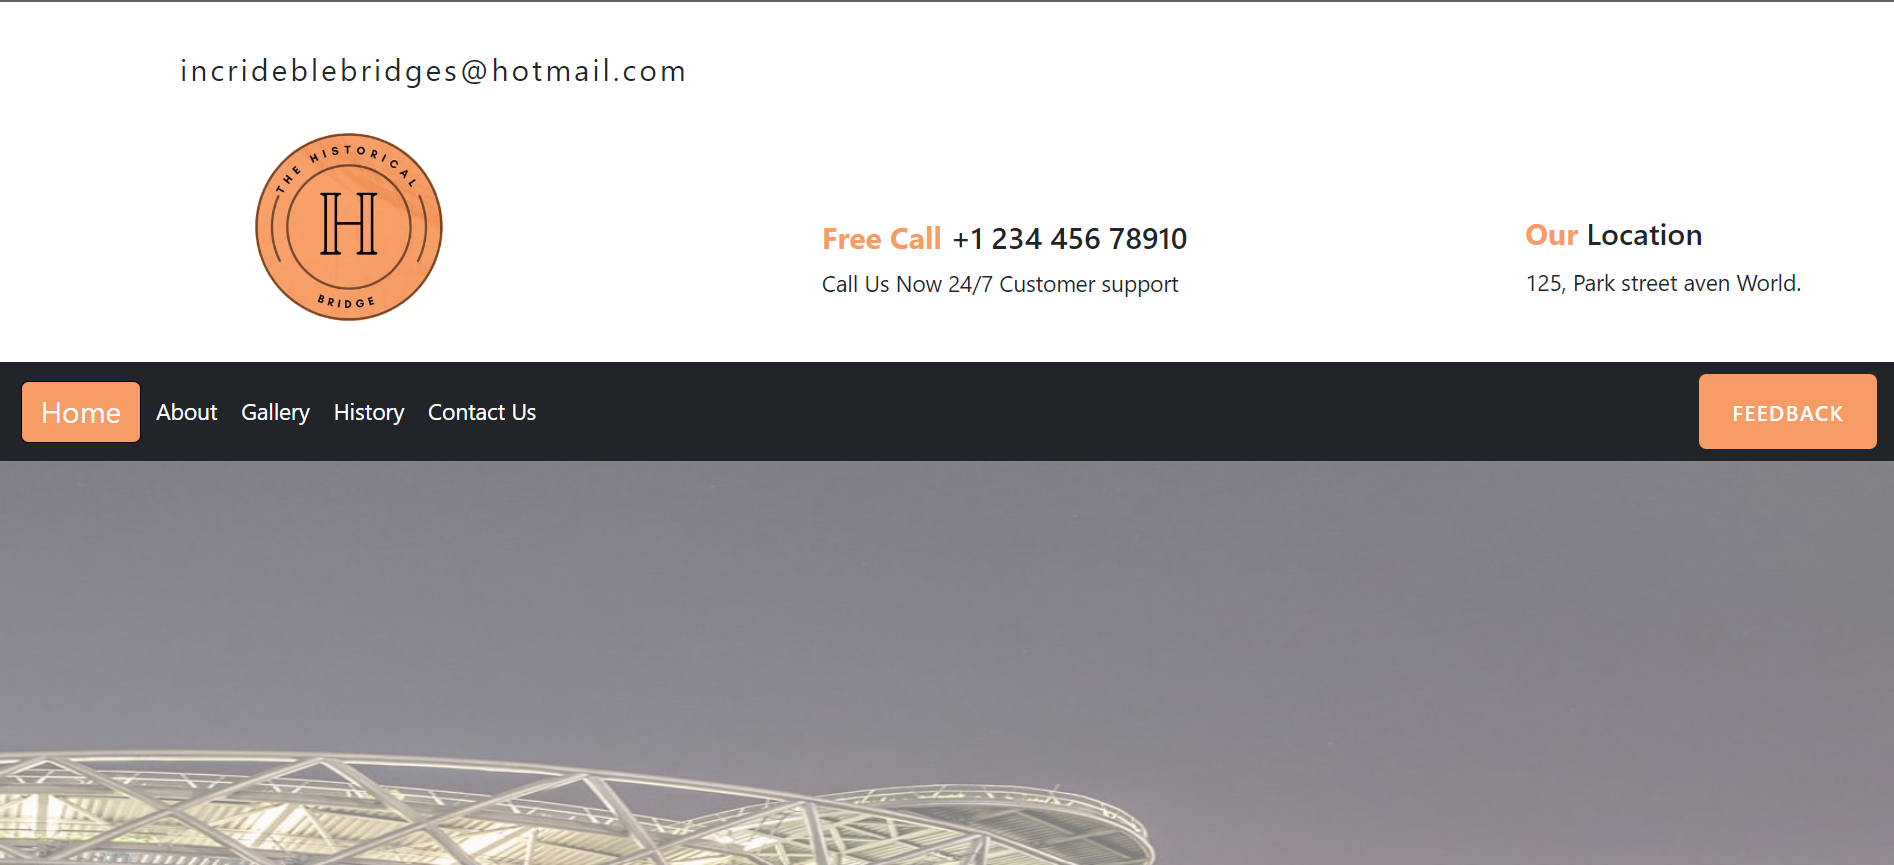 incrideblebridges@hotmail.com
THE HISTORICAL
H
BRIDGE
Free Call +1 234 456 78910
Call Us Now 24/7 Customer support
Our Location
125, Park street aven World.
Home About Gallery History Contact Us FEEDBACK